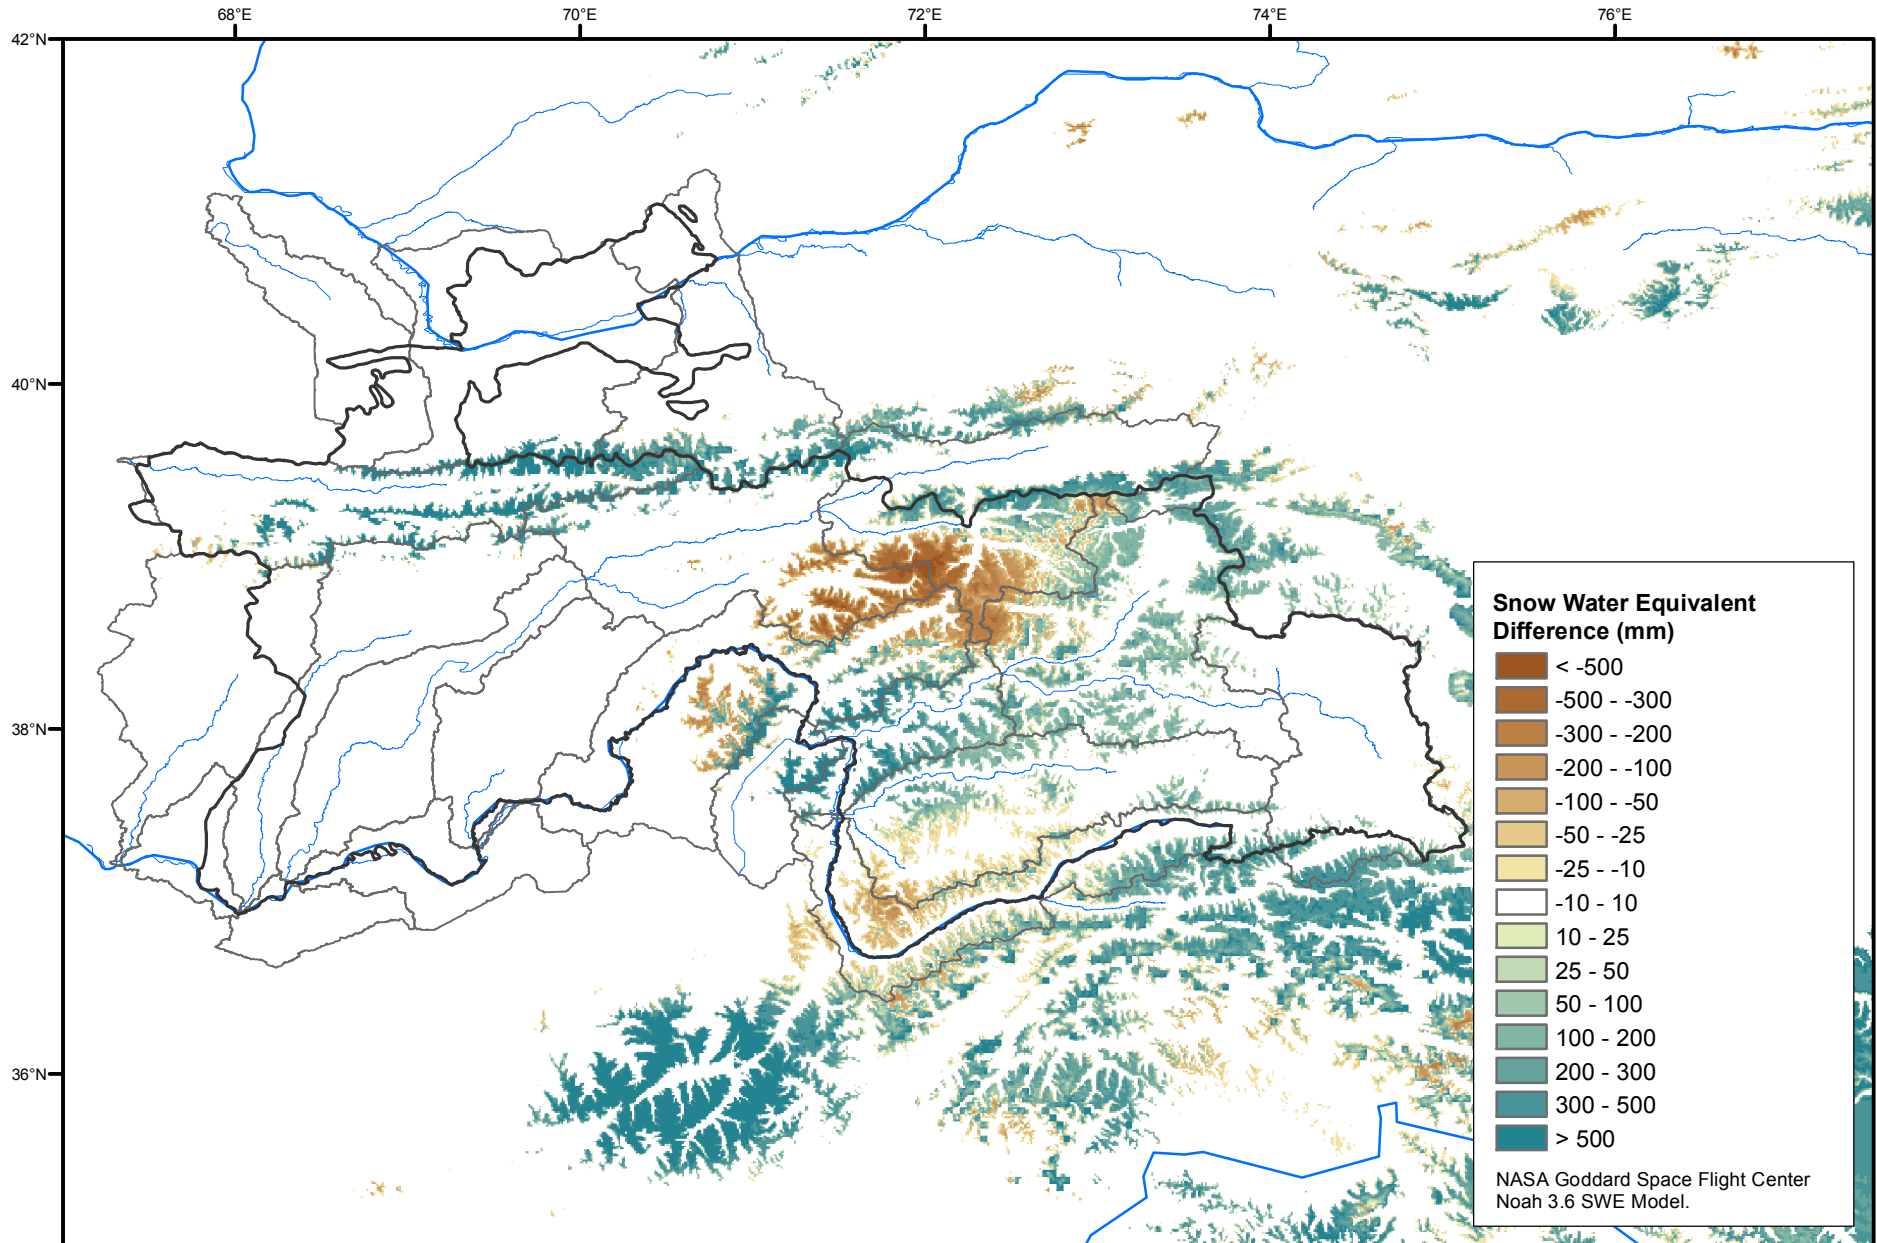 68°E 70°E 72°E 74°E 76°E
42°N
40°N
38°N
36°N
Snow Water Equivalent
Difference (mm)
< -500
-500 - -300
-300 - -200
-200 - -100
-100 - -50
-50 - -25
-25 - -10
-10 - 10
10 - 25
25 - 50
50 - 100
100 - 200
200 - 300
300 - 500
> 500
NASA Goddard Space Flight Center
Noah 3.6 SWE Model.